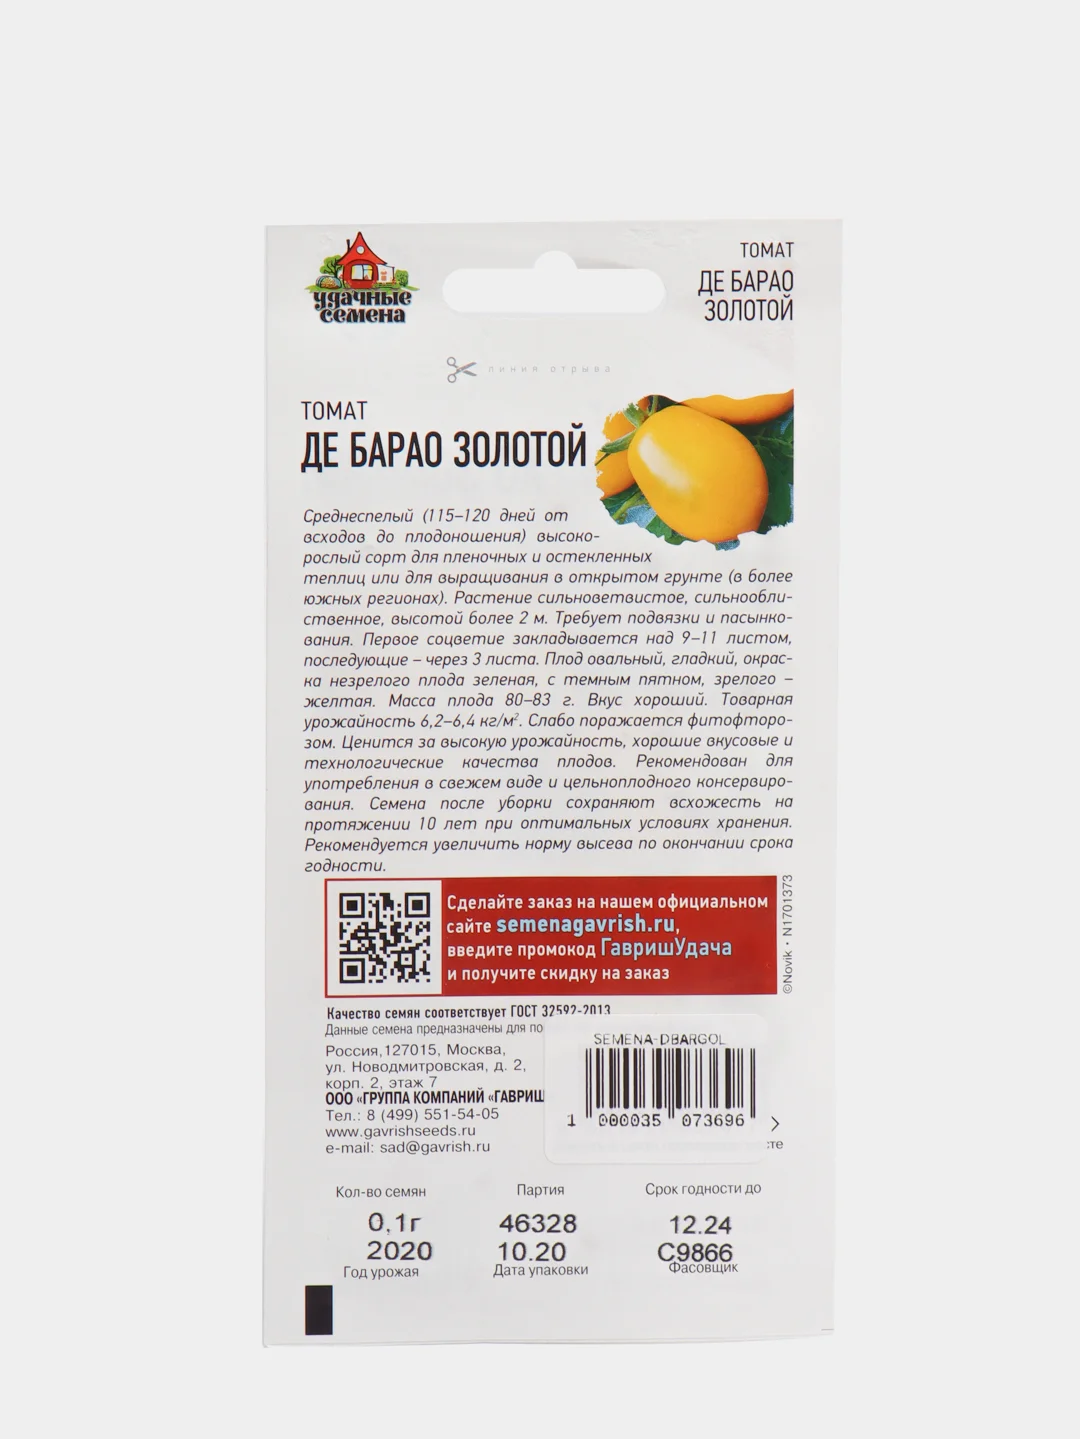 удачные
семена
ТОМАТ
ДЕ БАРАО
ЗОЛОТОЙ
линия отрыва
ТОМАТ
ДЕ БАРАО ЗОЛОТОЙ
Среднеспелый (115–120 дней от
всходов до плодоношения) высоко-
рослый сорт для пленочных и остекленных
теплиц или для выращивания в открытом грунте (в более
южных регионах). Растение сильноветвистое, сильнообли-
ственное, высотой более 2 м. Требует подвязки и пасынко-
вания. Первое соцветие закладывается над 9–11 листом,
последующие – через 3 листа. Плод овальный, гладкий, окрас-
ка незрелого плода зеленая, с темным пятном, зрелого –
желтая. Масса плода 80–83 г. Вкус хороший. Товарная
урожайность 6,2–6,4 кг/м². Слабо поражается фитофторо-
зом. Ценится за высокую урожайность, хорошие вкусовые и
технологические качества плодов. Рекомендован для
употребления в свежем виде и цельноплодного консервиро-
вания. Семена после уборки сохраняют всхожесть на
протяжении 10 лет при оптимальных условиях хранения.
Рекомендуется увеличить норму высева по окончании срока
годности.
Сделайте заказ на нашем официальном
сайте semenagavrish.ru,
введите промокод ГавришУдача
и получите скидку на заказ
©Novik • N1701373
Качество семян соответствует ГОСТ 32592-2013
Данные семена предназначены для по
Россия,127015, Москва,
ул. Новодмитровская, д. 2,
корп. 2, этаж 7
ООО «ГРУППА КОМПАНИЙ «ГАВРИШ
Тел.: 8 (499) 551-54-05
www.gavrishseeds.ru
e-mail: sad@gavrish.ru
SEMENA-DBARGOL
1 000035 073696 >
те
Кол-во семян Партия Срок годности до
0,1г 46328 12.24
2020 10.20 С9866
Год урожая Дата упаковки Фасовщик